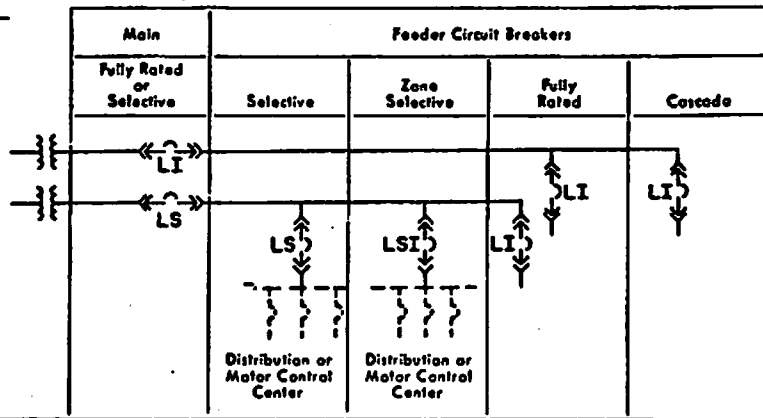 Main
Feeder Circuit Breakers
Fully Rated
or
Selective
Selective
Zone
Selective
Fully
Rated
Cascade
LI
LI
LI
LS
LS
LSI
LI
Distribution or
Motor Control
Center
Distribution or
Motor Control
Center